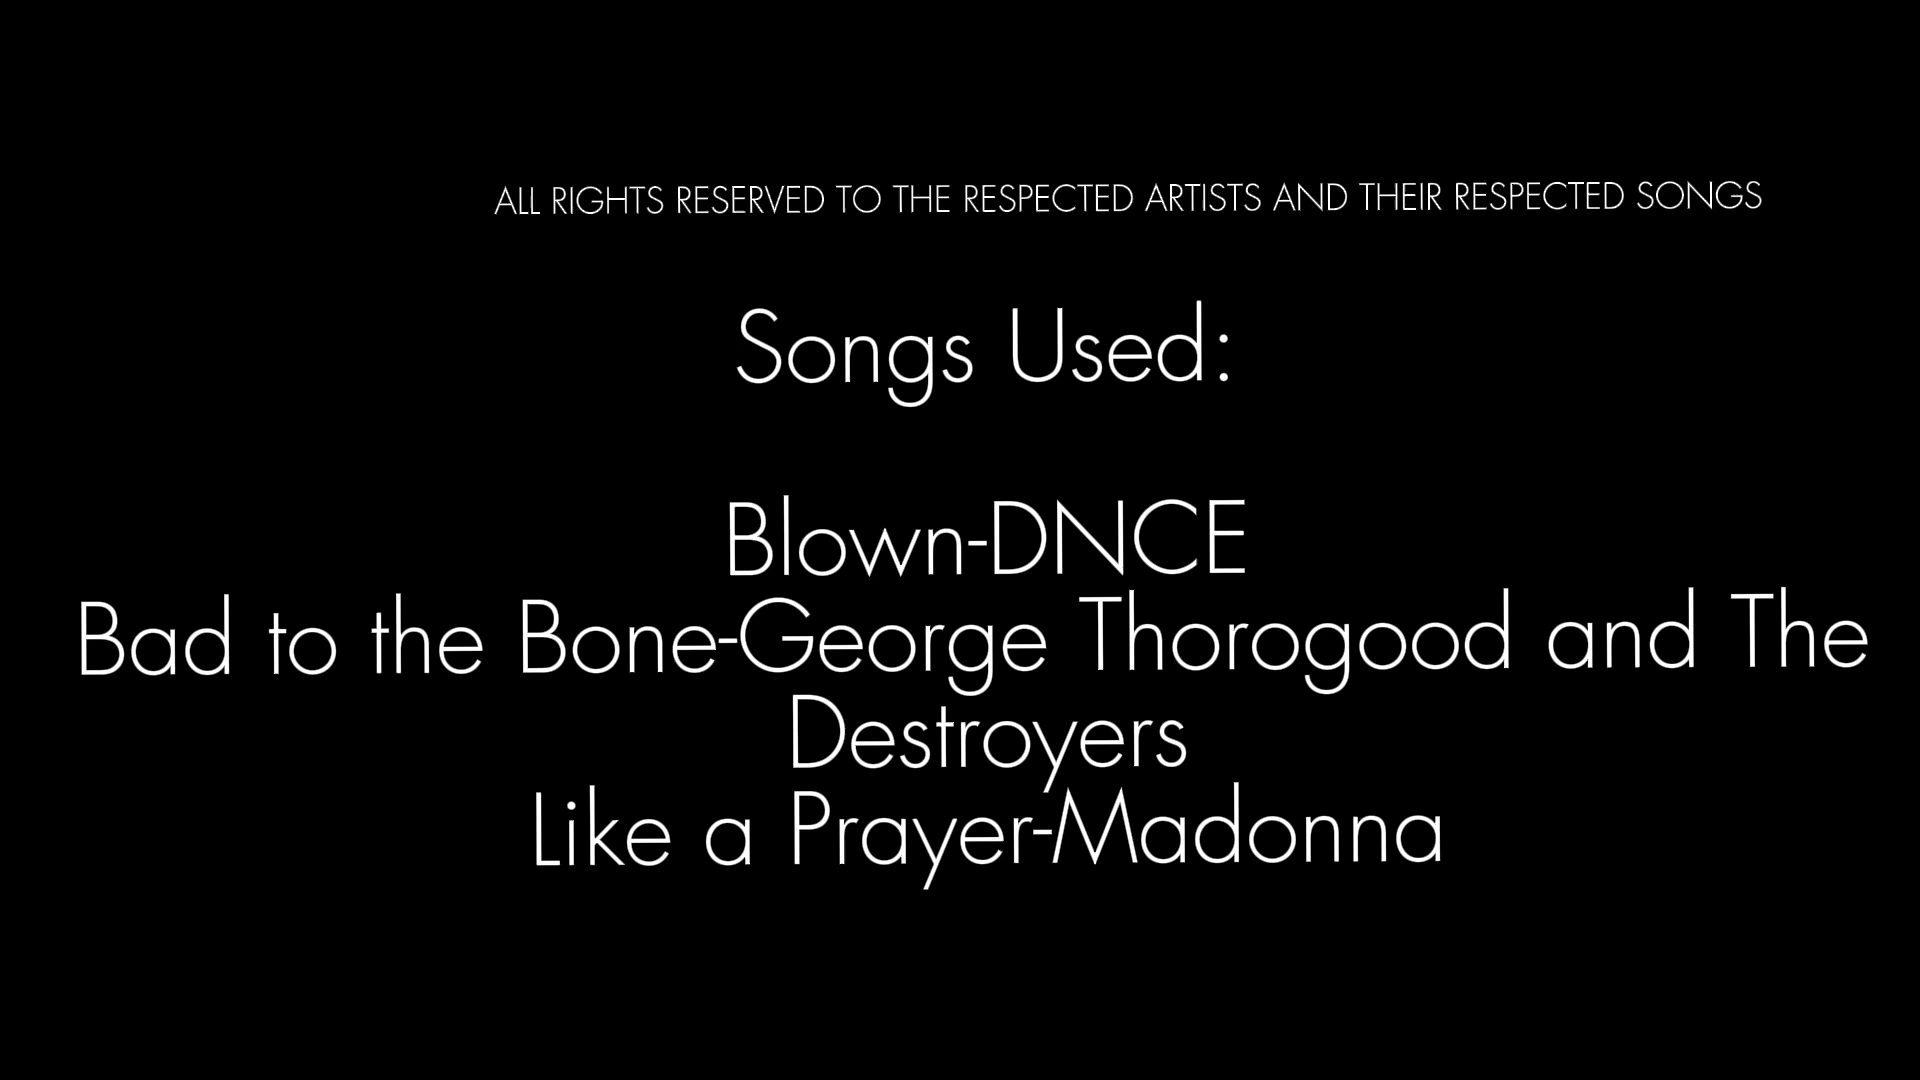 ALL RIGHTS RESERVED TO THE RESPECTED ARTISTS AND THEIR RESPECTED SONGS
Songs Used:
Blown-DNCE
Bad to the Bone-George Thorogood and The
Destroyers
Like a Prayer-Madonna